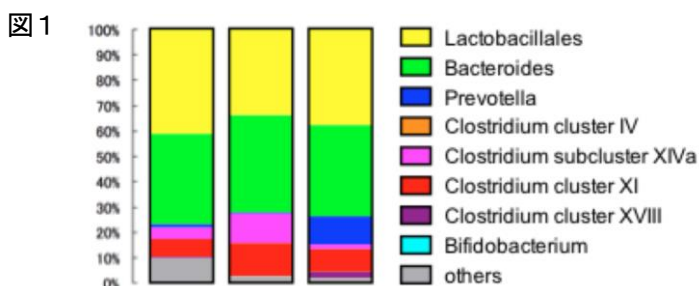 図1
100%
90%
80%
70%
60%
50%
40%
30%
20%
10%
0%
Lactobacillales
Bacteroides
Prevotella
Clostridium cluster IV
Clostridium subcluster XIVa
Clostridium cluster XI
Clostridium cluster XVIII
Bifidobacterium
others